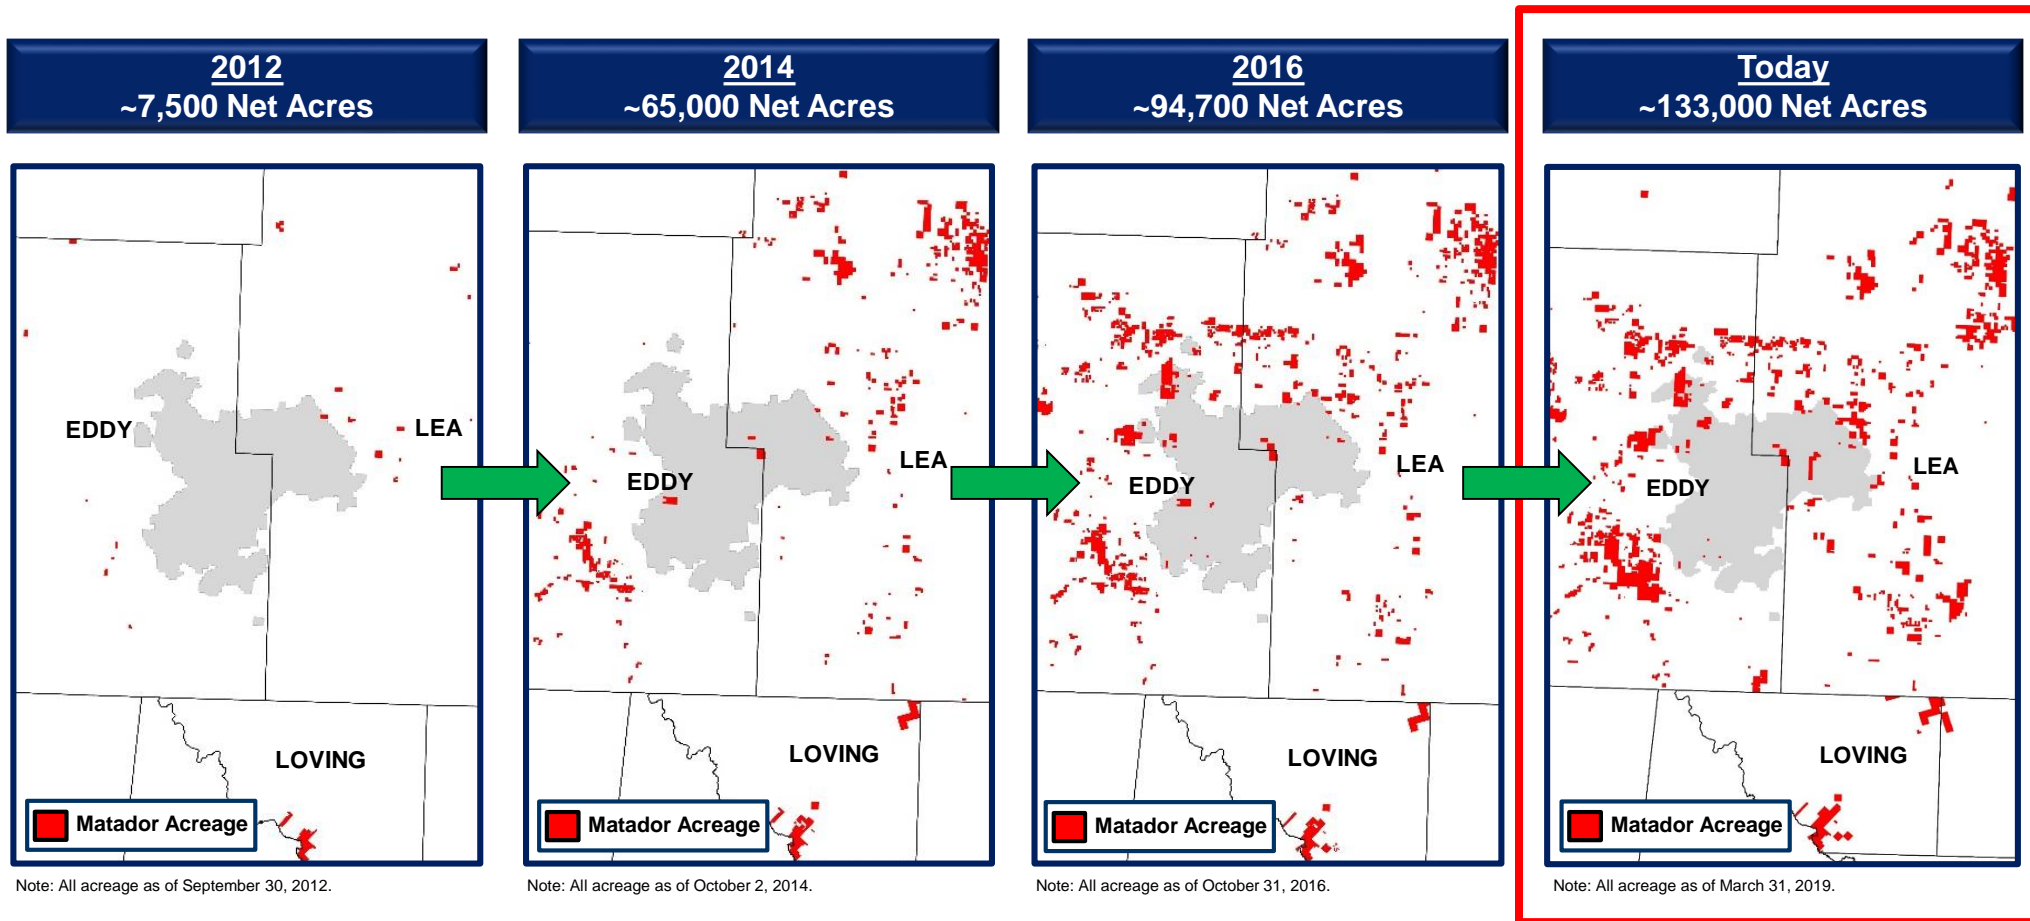 2012
~7,500 Net Acres
2014
~65,000 Net Acres
2016
~94,700 Net Acres
Today
~133,000 Net Acres
EDDY
LEA
LOVING
Matador Acreage
EDDY
LEA
LOVING
Matador Acreage
EDDY
LEA
LOVING
Matador Acreage
EDDY
LEA
LOVING
Matador Acreage
Note: All acreage as of September 30, 2012.
Note: All acreage as of October 2, 2014.
Note: All acreage as of October 31, 2016.
Note: All acreage as of March 31, 2019.